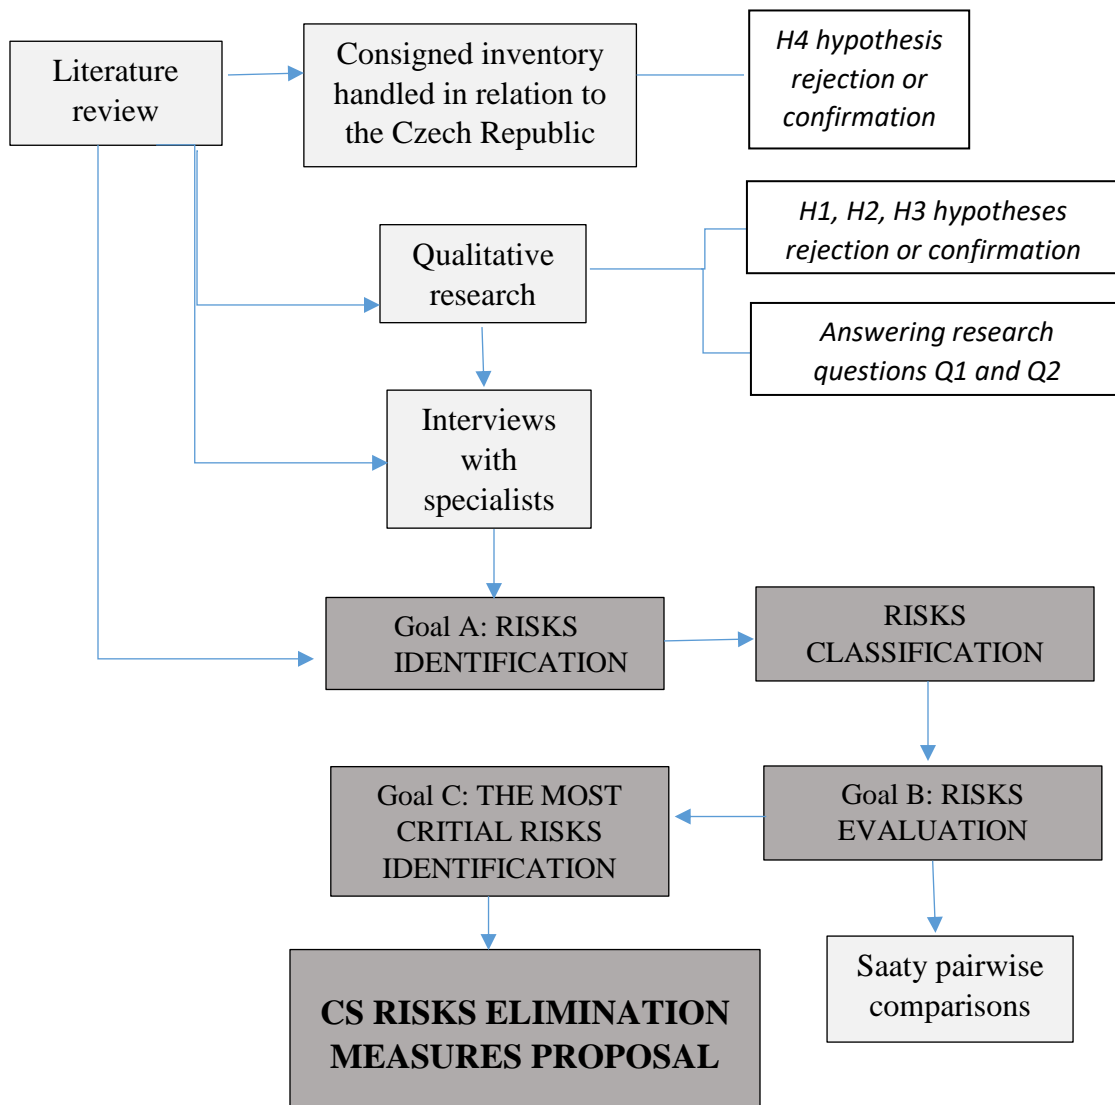 Literature
review
Consigned inventory
handled in relation to
the Czech Republic
H4 hypothesis
rejection or
confirmation
Qualitative
research
H1, H2, H3 hypotheses
rejection or confirmation
Answering research
questions Q1 and Q2
Interviews
with
specialists
Goal A: RISKS
IDENTIFICATION
RISKS
CLASSIFICATION
Goal C: THE MOST
CRITIAL RISKS
IDENTIFICATION
Goal B: RISKS
EVALUATION
CS RISKS ELIMINATION
MEASURES PROPOSAL
Saaty pairwise
comparisons